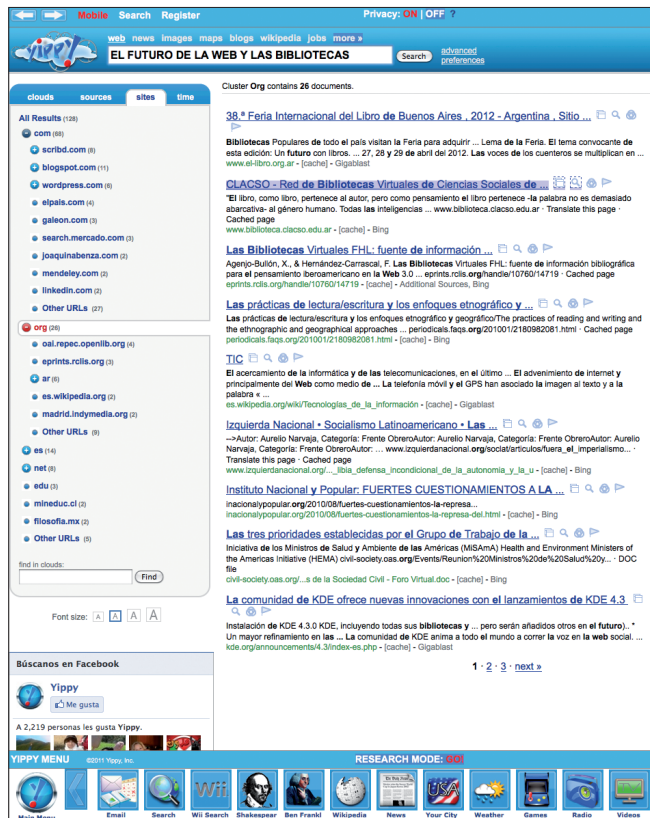 Mobile Search Register Privacy: ON | OFF ?
yippy
web news images maps blogs wikipedia jobs more »
EL FUTURO DE LA WEB Y LAS BIBLIOTECAS Search advanced preferences
clouds sources sites time
All Results (128)
com (68)
scribd.com (6)
blogspot.com (11)
wordpress.com (6)
elpais.com (4)
galeon.com (3)
search.mercado.com (3)
joaquinabenza.com (2)
mendeley.com (2)
linkedin.com (2)
Other URLs (27)
org (26)
oai.repec.openlib.org (4)
eprints.rclis.org (3)
ar (6)
es.wikipedia.org (2)
madrid.indymedia.org (2)
Other URLs (9)
es (14)
net (8)
edu (3)
mineduc.cl (2)
filosofia.mx (2)
Other URLs (5)
find in clouds:
Find
Font size: A A A A
Búscanos en Facebook
Yippy
Me gusta
A 2,219 personas les gusta Yippy.
Cluster Org contains 26 documents.
38.ª Feria Internacional del Libro de Buenos Aires , 2012 - Argentina , Sitio ...
Bibliotecas Populares de todo el país visitan la Feria para adquirir ... Lema de la Feria. El tema convocante de
esta edición: Un futuro con libros. ... 27, 28 y 29 de abril del 2012. Las voces de los cuenteros se multiplican en ...
www.el-libro.org.ar - [cache] - Gigablast
CLACSO - Red de Bibliotecas Virtuales de Ciencias Sociales de ...
"El libro, como libro, pertenece al autor, pero como pensamiento el libro pertenece -la palabra no es demasiado
abarcativa- al género humano. Todas las inteligencias ... www.biblioteca.clacso.edu.ar · Translate this page ·
Cached page
www.biblioteca.clacso.edu.ar - [cache] - Bing
Las Bibliotecas Virtuales FHL: fuente de información ...
Agenjo-Bullón, X., & Hernández-Carrascal, F. Las Bibliotecas Virtuales FHL: fuente de información bibliográfica
para el pensamiento iberoamericano en la Web 3.0 ... eprints.rclis.org/handle/10760/14719 · Cached page
eprints.rclis.org/handle/10760/14719 - [cache] - Additional Sources, Bing
Las prácticas de lectura/escritura y los enfoques etnográfico y ...
Las prácticas de lectura/escritura y los enfoques etnográfico y geográfico/The practices of reading and writing and
the ethnographic and geographical approaches ... periodicals.faqs.org/201001/2180982081.html · Cached page
periodicals.faqs.org/201001/2180982081.html - [cache] - Bing
TIC
El acercamiento de la informática y de las telecomunicaciones, en el último ... El advenimiento de internet y
principalmente del Web como medio de ... La telefonía móvil y el GPS han asociado la imagen al texto y a la
palabra « ...
es.wikipedia.org/wiki/Tecnologías_de_la_información - [cache] - Gigablast
Izquierda Nacional • Socialismo Latinoamericano • Las ...
-->Autor: Aurelio Narvaja, Categoría: Frente ObreroAutor: Aurelio Narvaja, Categoría: Frente ObreroAutor: Aurelio
Narvaja, Categoría: Frente ObreroAutor: ... www.izquierdanacional.org/social/articulos/fuera_el_imperialismo... ·
Translate this page · Cached page
www.izquierdanacional.org/..._libia_defensa_incondicional_de_la_autonomia_y_la_u - [cache] - Bing
Instituto Nacional y Popular: FUERTES CUESTIONAMIENTOS A LA ...
inacionalypopular.org/2010/08/fuertes-cuestionamientos-la-represa...
inacionalypopular.org/2010/08/fuertes-cuestionamientos-la-represa-del.html - [cache] - Bing
Las tres prioridades establecidas por el Grupo de Trabajo de la ...
Iniciativa de los Ministros de Salud y Ambiente de las Américas (MiSAmA) Health and Environment Ministers of
the Americas Initiative (HEMA) civil-society.oas.org/Events/Reunion%20Ministros%20de%20Salud%20y... · DOC
file
civil-society.oas.org/...s de la Sociedad Civil - Foro Virtual.doc - [cache] - Bing
La comunidad de KDE ofrece nuevas innovaciones con el lanzamientos de KDE 4.3
Instalación de KDE 4.3.0 KDE, incluyendo todas sus bibliotecas y ... pero serán añadidos otros en el futuro).. *
Un mayor refinamiento en las ... La comunidad de KDE anima a todo el mundo a correr la voz en la web social. ...
kde.org/announcements/4.3/index-es.php - [cache] - Gigablast
1 · 2 · 3 · next »
YIPPY MENU ©2011 Yippy, Inc. RESEARCH MODE: GO!
Wii
USA
TV
Main Menu Email Search Wii Search Shakespear Ben Frankl Wikipedia News Your City Weather Games Radio Videos